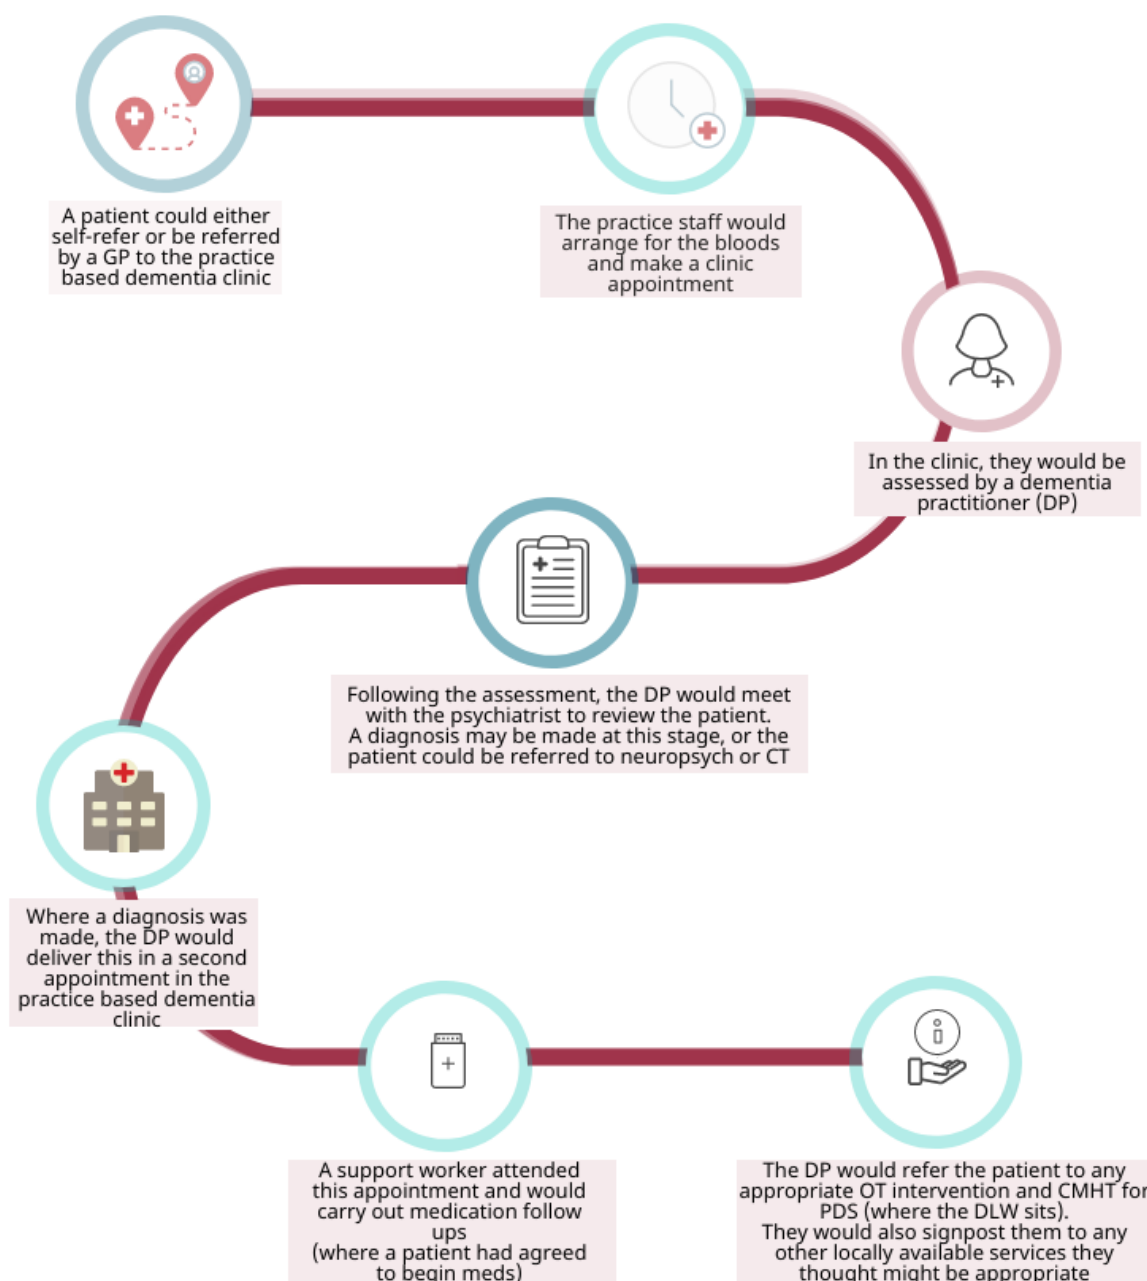 A patient could either
self-refer or be referred
by a GP to the practice
based dementia clinic
The practice staff would
arrange for the bloods
and make a clinic
appointment
In the clinic, they would be
assessed by a dementia
practitioner (DP)
Following the assessment, the DP would meet
with the psychiatrist to review the patient.
A diagnosis may be made at this stage, or the
patient could be referred to neuropsych or CT
Where a diagnosis was
made, the DP would
deliver this in a second
appointment in the
practice based dementia
clinic
A support worker attended
this appointment and would
carry out medication follow
ups
(where a patient had agreed
to begin meds)
The DP would refer the patient to any
appropriate OT intervention and CMHT for
PDS (where the DLW sits).
They would also signpost them to any
other locally available services they
thought might be appropriate